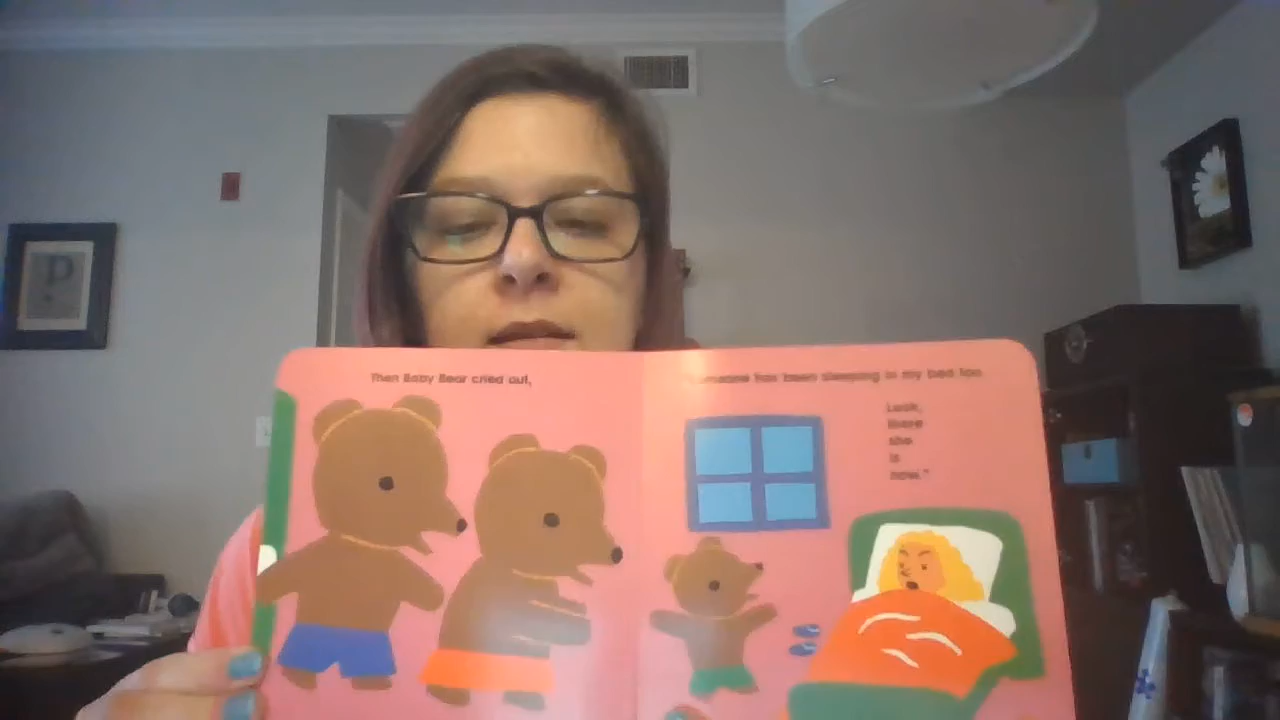 Then Baby Bear cried out,
has been sleeping in my bed too
Look,
there
she
is
now."
P